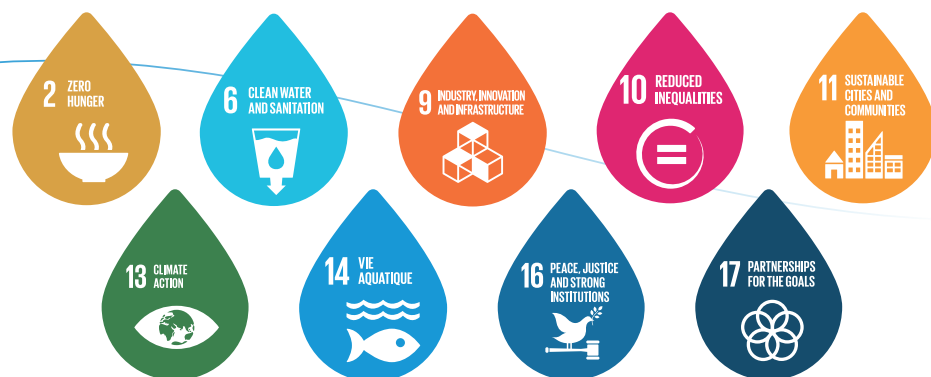 2 ZERO
HUNGER
6 CLEAN WATER
AND SANITATION
9 INDUSTRY, INNOVATION
AND INFRASTRUCTURE
10 REDUCED
INEQUALITIES
11 SUSTAINABLE
CITIES AND
COMMUNITIES
13 CLIMATE
ACTION
14 VIE
AQUATIQUE
16 PEACE, JUSTICE
AND STRONG
INSTITUTIONS
17 PARTNERSHIPS
FOR THE GOALS